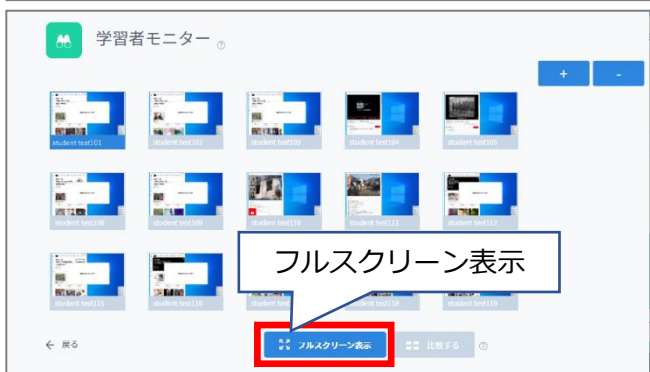 学習者モニター
+ -
student test101 student test102 student test103 student test104 student test105
student test108 student test109 student test110 student test111 student test112
フルスクリーン表示
student test115 student test116 student test118 student test119
← 戻る フルスクリーン表示 比較する